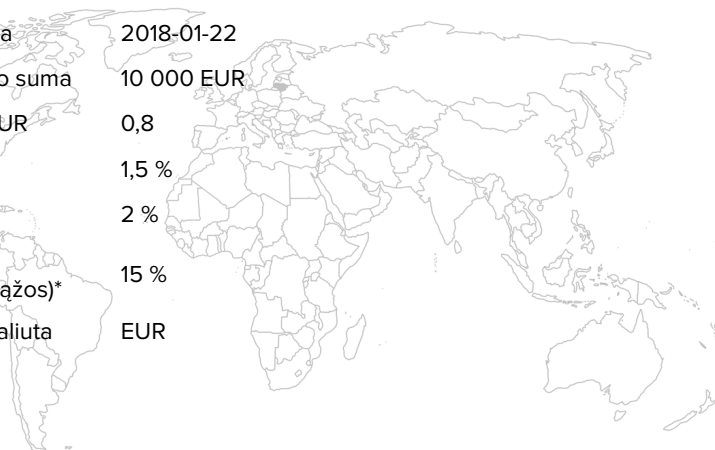 a 2018-01-22
o suma 10 000 EUR
UR 0,8
1,5 %
2 %
15 %
ąžos)*
aliuta EUR